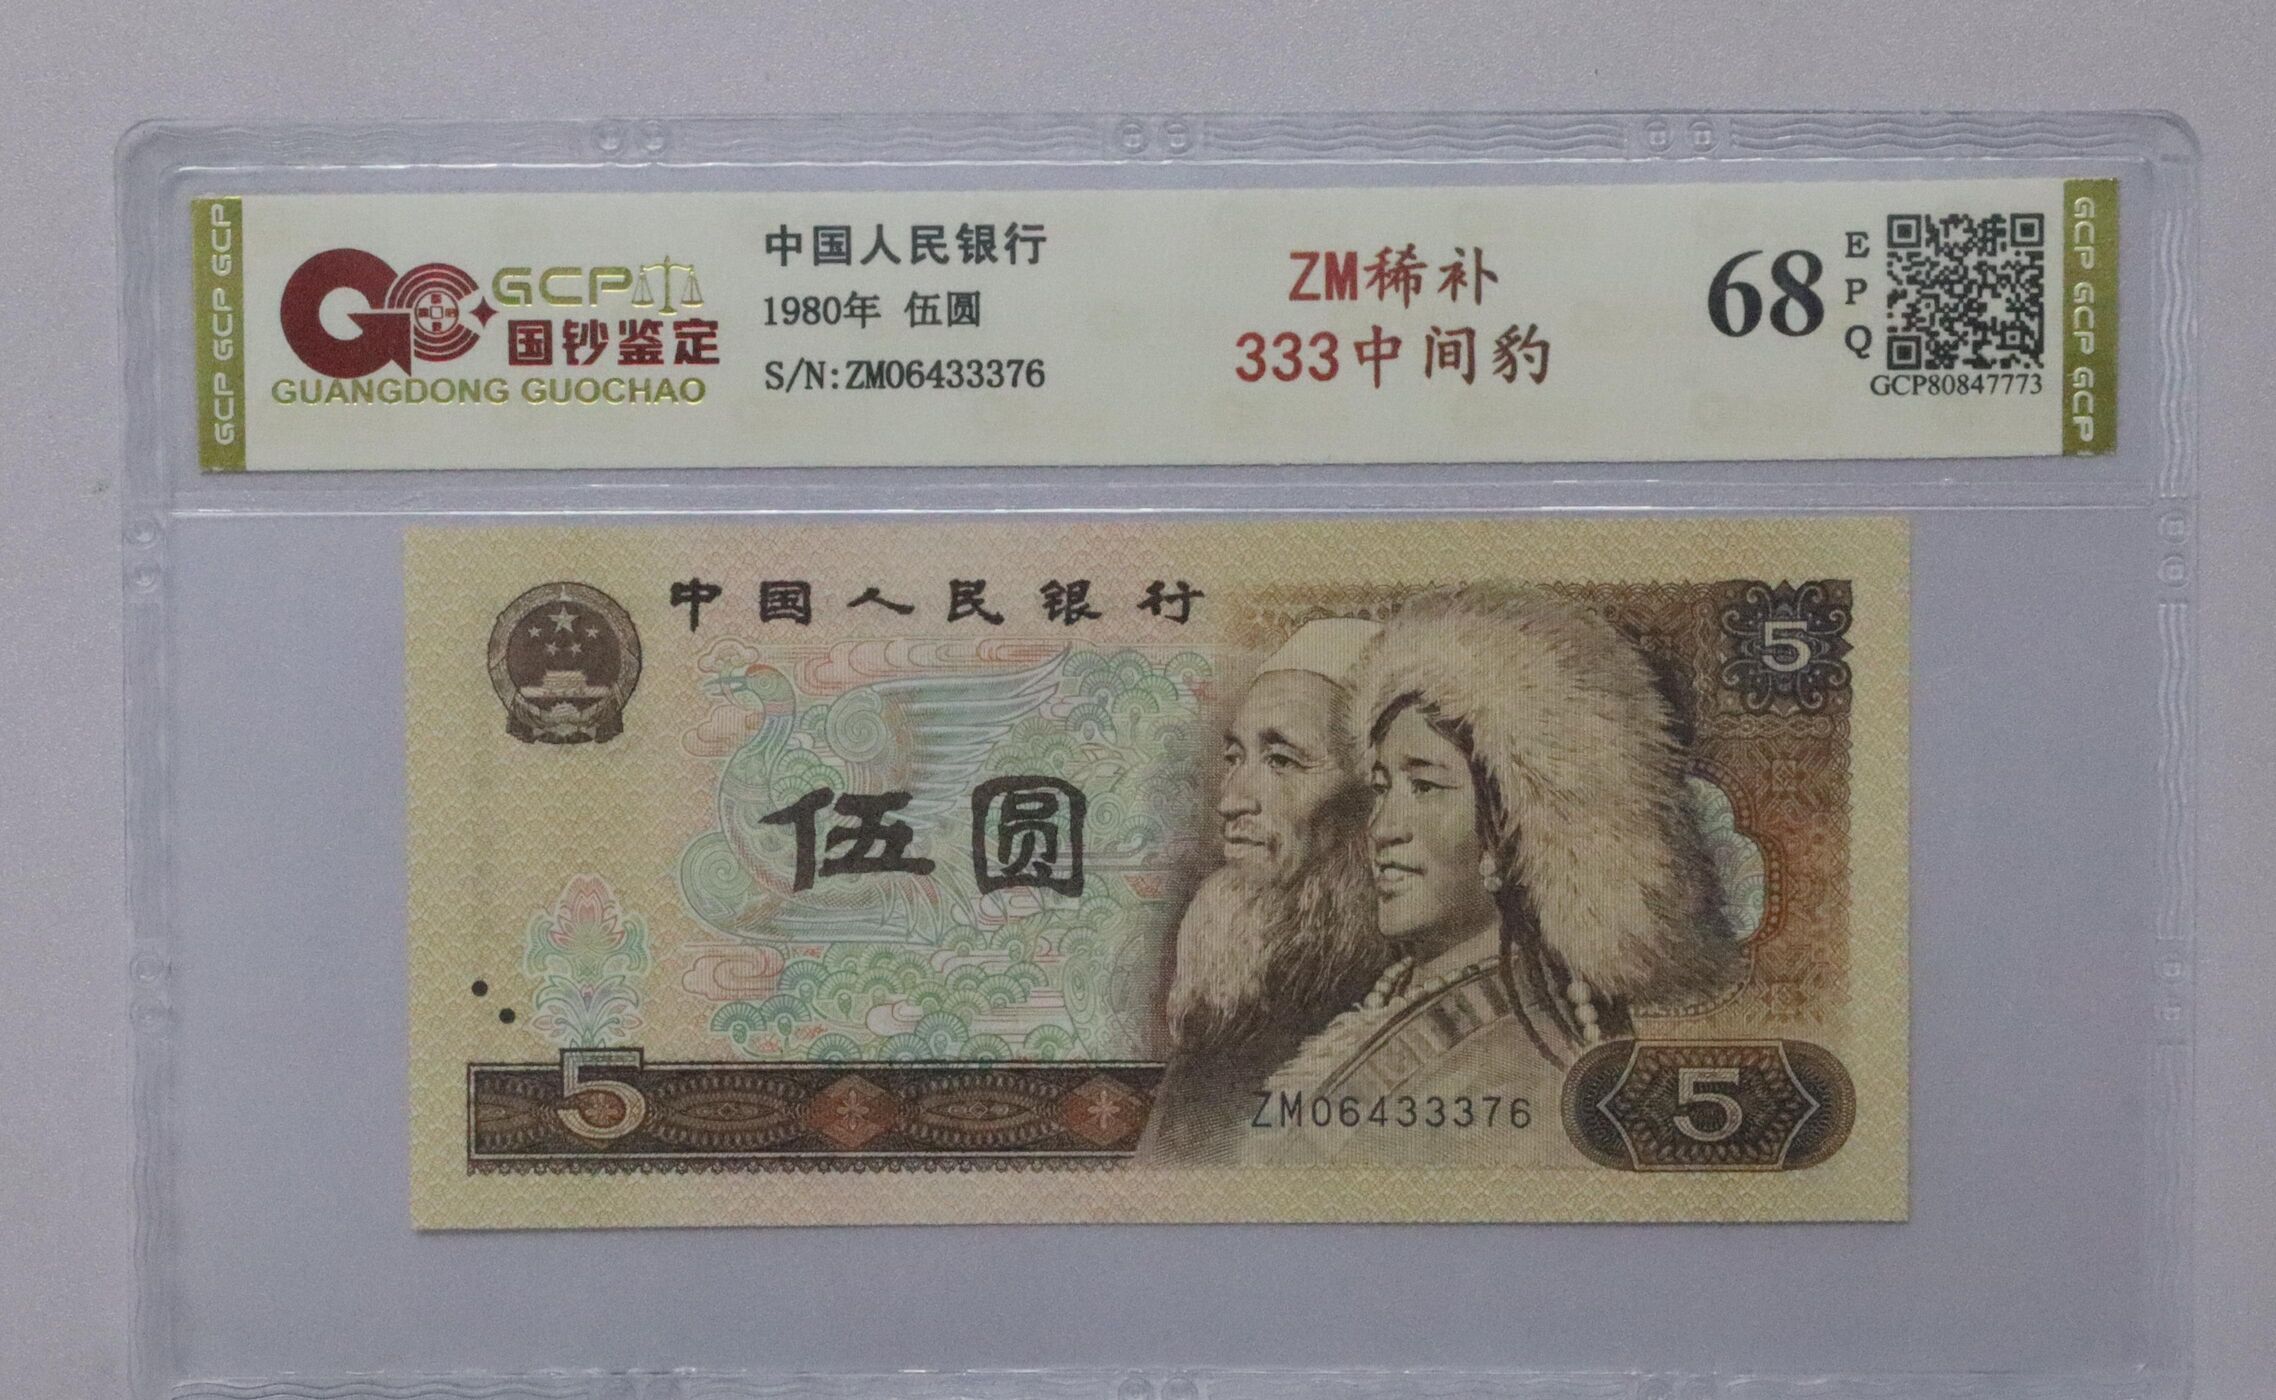 GCP GCP GCP
GCP
国钞鉴定
GUANGDONG GUOCHAO
中国人民银行
1980年 伍圆
S/N:ZM06433376
ZM稀补
333中间豹
68
EPQ
GCP80847773
GCP GCP GCP
中国人民银行
5
伍圆
5
ZM06433376
5